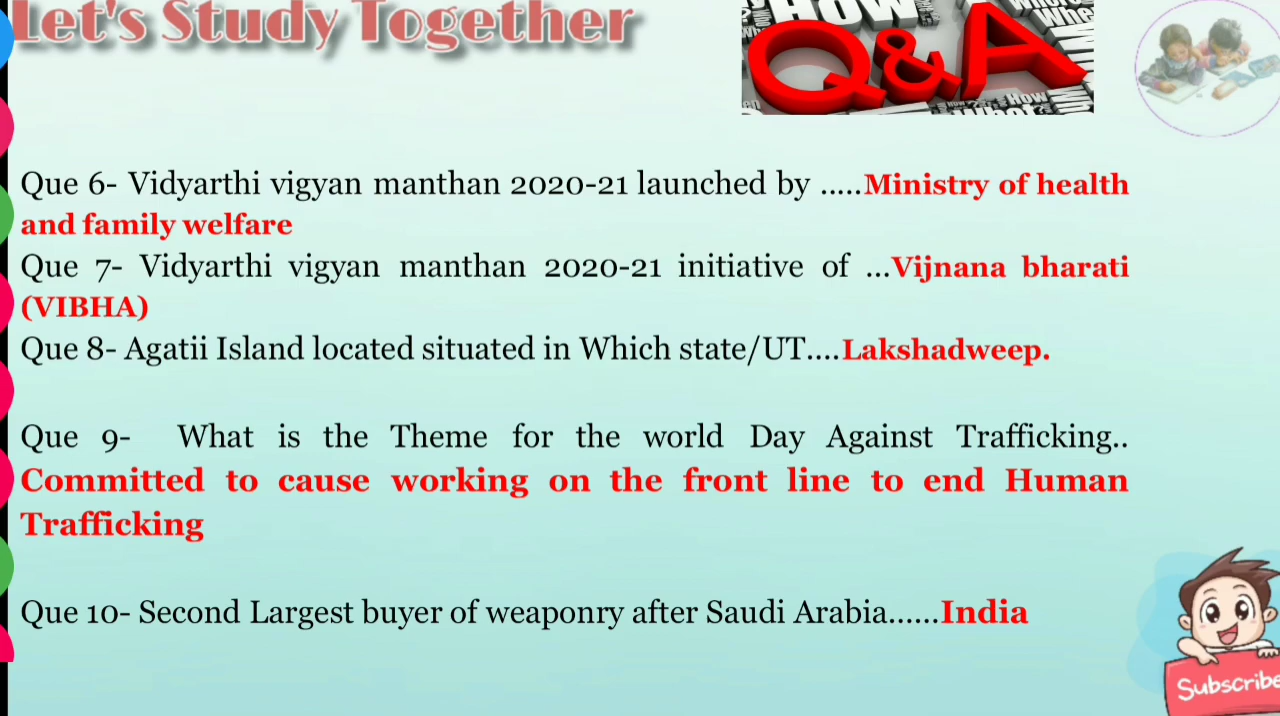 Let's Study Together
How
Q&A
Que 6- Vidyarthi vigyan manthan 2020-21 launched by .....Ministry of health
and family welfare
Que 7- Vidyarthi vigyan manthan 2020-21 initiative of ...Vijnana bharati
(VIBHA)
Que 8- Agatii Island located situated in Which state/UT....Lakshadweep.
Que 9- What is the Theme for the world Day Against Trafficking..
Committed to cause working on the front line to end Human
Trafficking
Que 10- Second Largest buyer of weaponry after Saudi Arabia......India
Subscribe